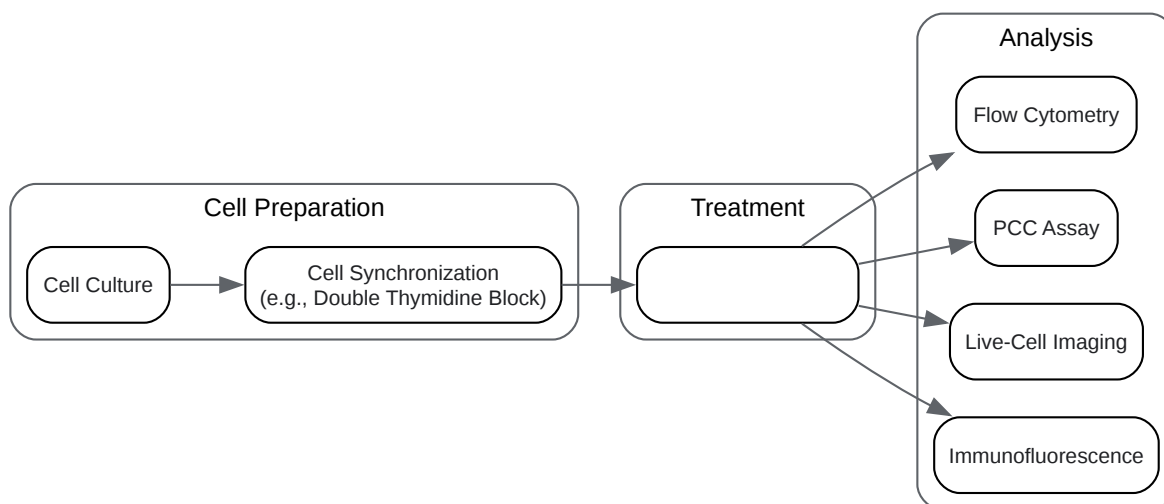 Cell Preparation
Cell Culture
Cell Synchronization
(e.g., Double Thymidine Block)
Treatment
Analysis
Flow Cytometry
PCC Assay
Live-Cell Imaging
Immunofluorescence